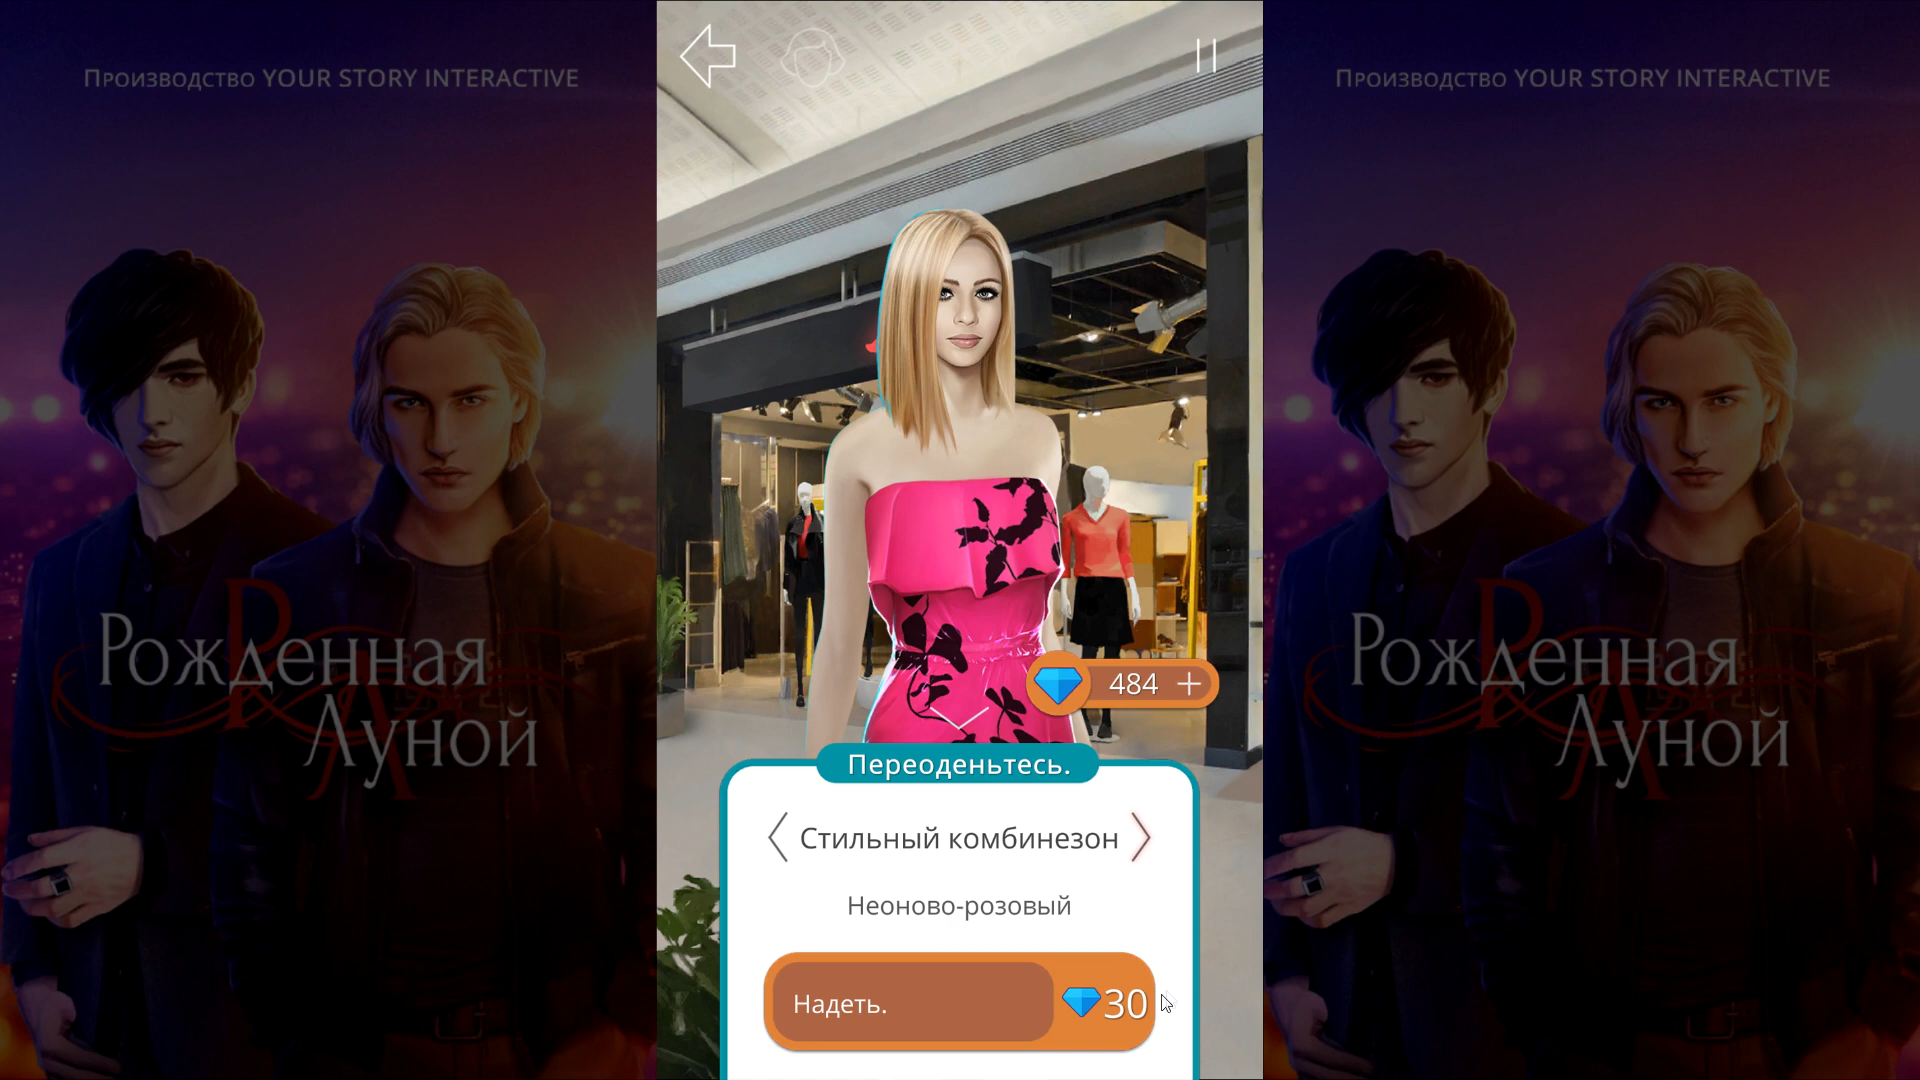 Производство YOUR STORY INTERACTIVE
Рожденная
Луной
484
Переоденьтесь.
Стильный комбинезон
Неоново-розовый
Надеть.
30
Производство YOUR STORY INTERACTIVE
Рожденная
Луной